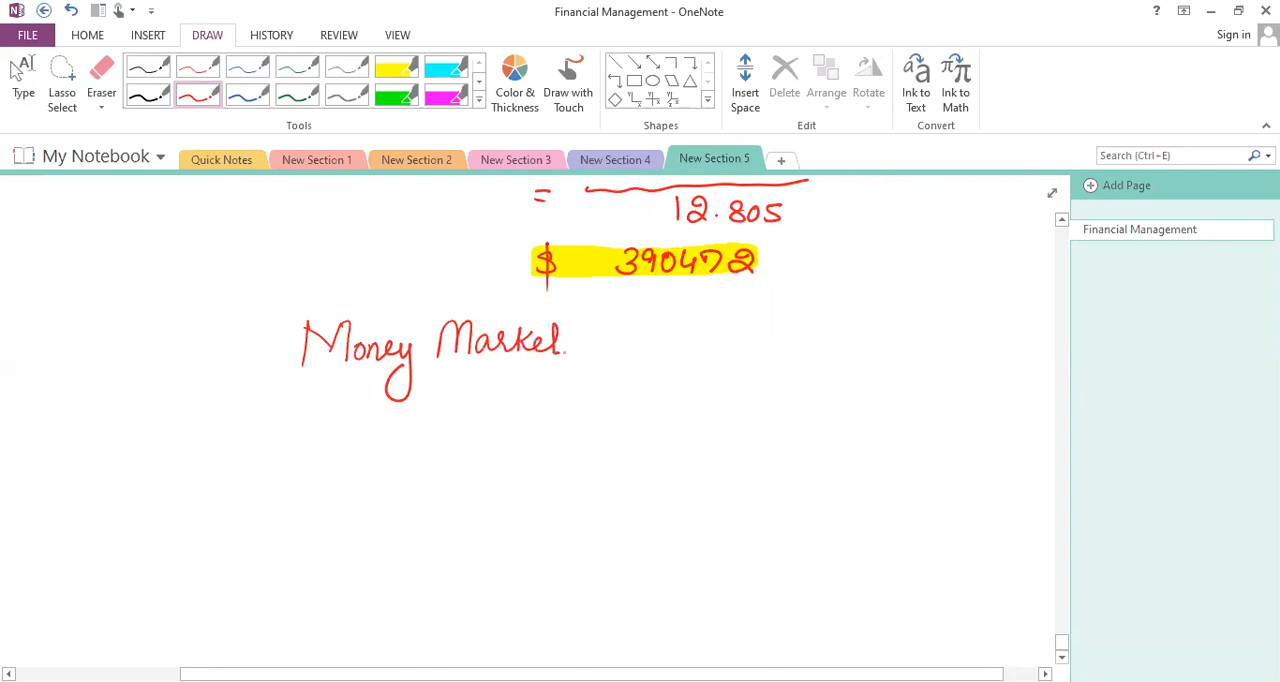 Financial Management - OneNote
?
FILE HOME INSERT DRAW HISTORY REVIEW VIEW Sign in
Type
Lasso Select
Eraser
Color & Thickness
Draw with Touch
Insert Space
Delete
Arrange
Rotate
Ink to Text
Ink to Math
Tools Shapes Edit Convert
My Notebook Quick Notes New Section 1 New Section 2 New Section 3 New Section 4 New Section 5 Search (Ctrl+E)
Add Page
Financial Management
=
12.805
$ 390472
Money Market